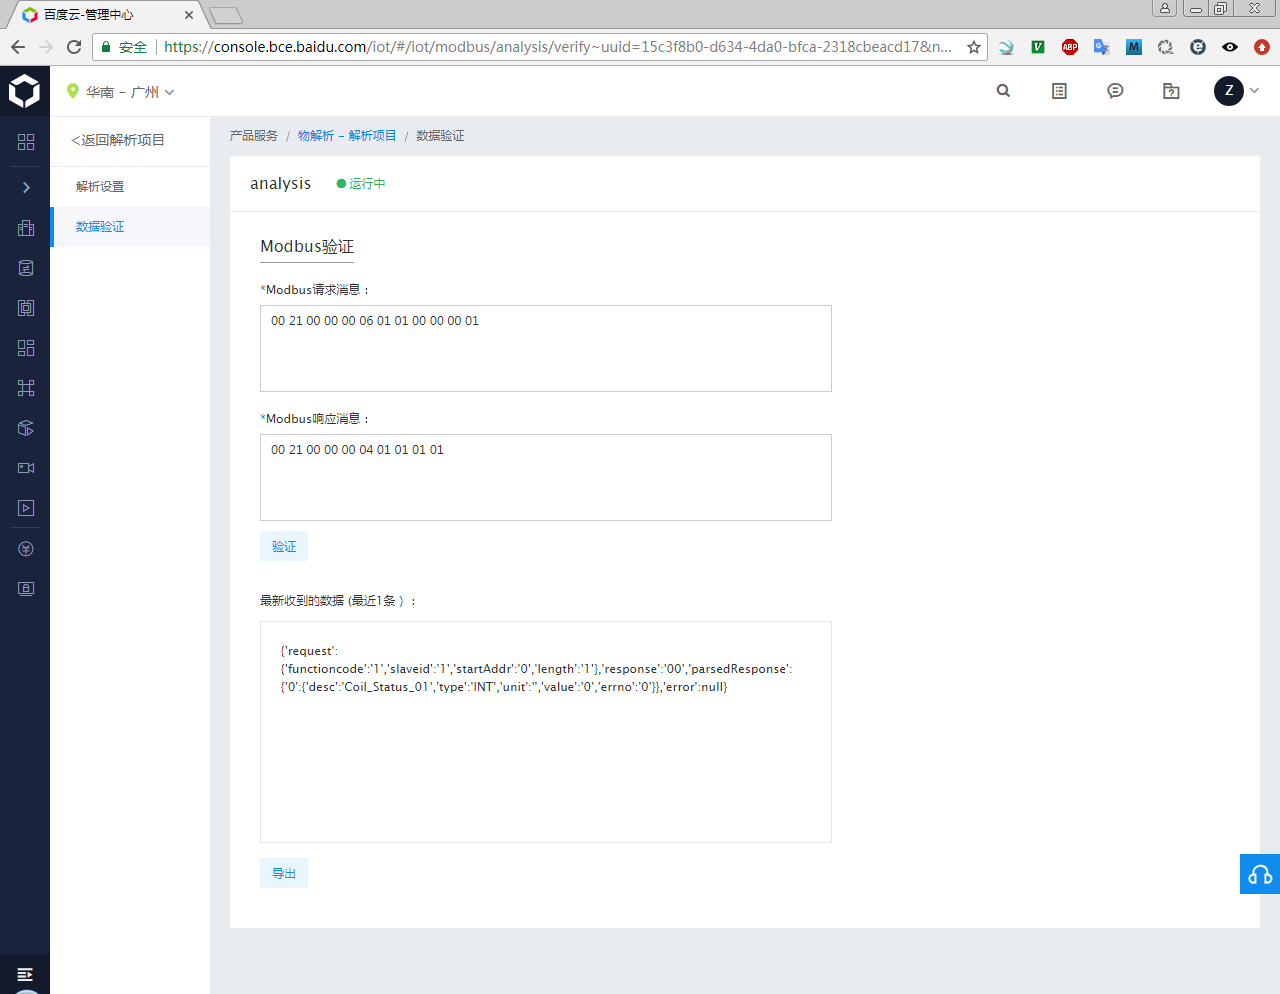 百度云-管理中心
安全 https://console.bce.baidu.com/iot/#/iot/modbus/analysis/verify~uuid=15c3f8b0-d634-4da0-bfca-2318cbeacd17&n...
V ABP G M
华南 - 广州
Z
<返回解析项目
解析设置
数据验证
产品服务 / 物解析 - 解析项目 / 数据验证
analysis 运行中
Modbus验证
*Modbus请求消息：
00 21 00 00 00 06 01 01 00 00 00 01
*Modbus响应消息：
00 21 00 00 00 04 01 01 01 01
验证
最新收到的数据 (最近1条 ) ：
{'request':
{'functioncode':'1','slaveid':'1','startAddr':'0','length':'1'},'response':'00','parsedResponse':
{'0':{'desc':'Coil_Status_01','type':'INT','unit':'','value':'0','errno':'0'}},'error':null}
导出